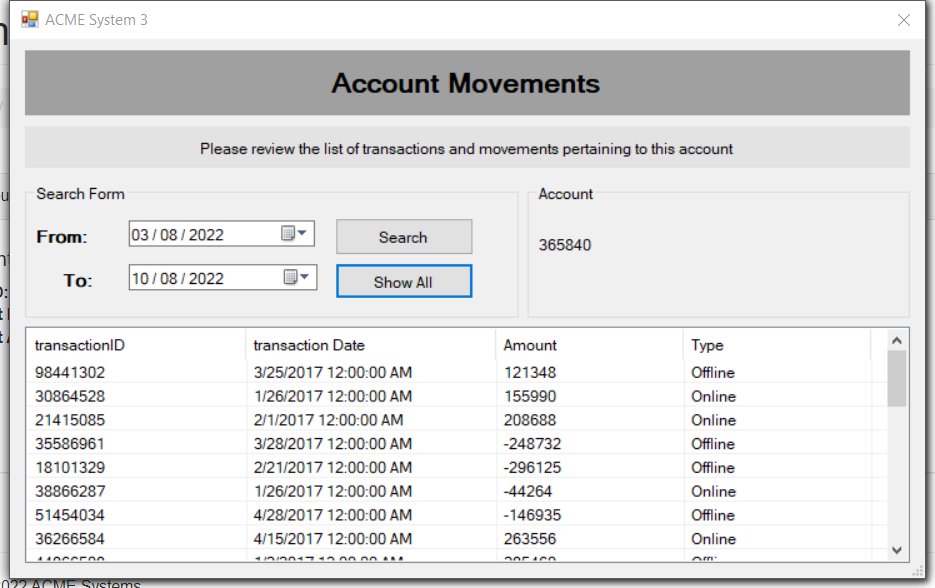 ACME System 3
Account Movements
Please review the list of transactions and movements pertaining to this account
Search Form
From: 03 / 08 / 2022 Search
To: 10 / 08 / 2022 Show All
Account
365840
transactionID transaction Date Amount Type
98441302 3/25/2017 12:00:00 AM 121348 Offline
30864528 1/26/2017 12:00:00 AM 155990 Online
21415085 2/1/2017 12:00:00 AM 208688 Online
35586961 3/28/2017 12:00:00 AM -248732 Offline
18101329 2/21/2017 12:00:00 AM -296125 Offline
38866287 1/26/2017 12:00:00 AM -44264 Online
51454034 4/28/2017 12:00:00 AM -146935 Offline
36266584 4/15/2017 12:00:00 AM 263556 Online
2022 ACME Systems